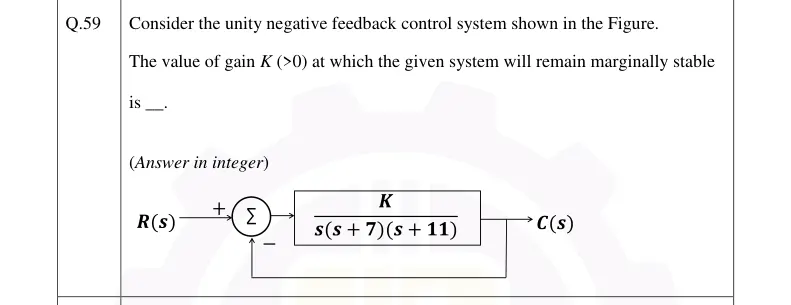 Q.59 Consider the unity negative feedback control system shown in the Figure.
The value of gain K (>0) at which the given system will remain marginally stable
is __.
(Answer in integer)
R(s) + Σ − K C(s)
s(s + 7)(s + 11)